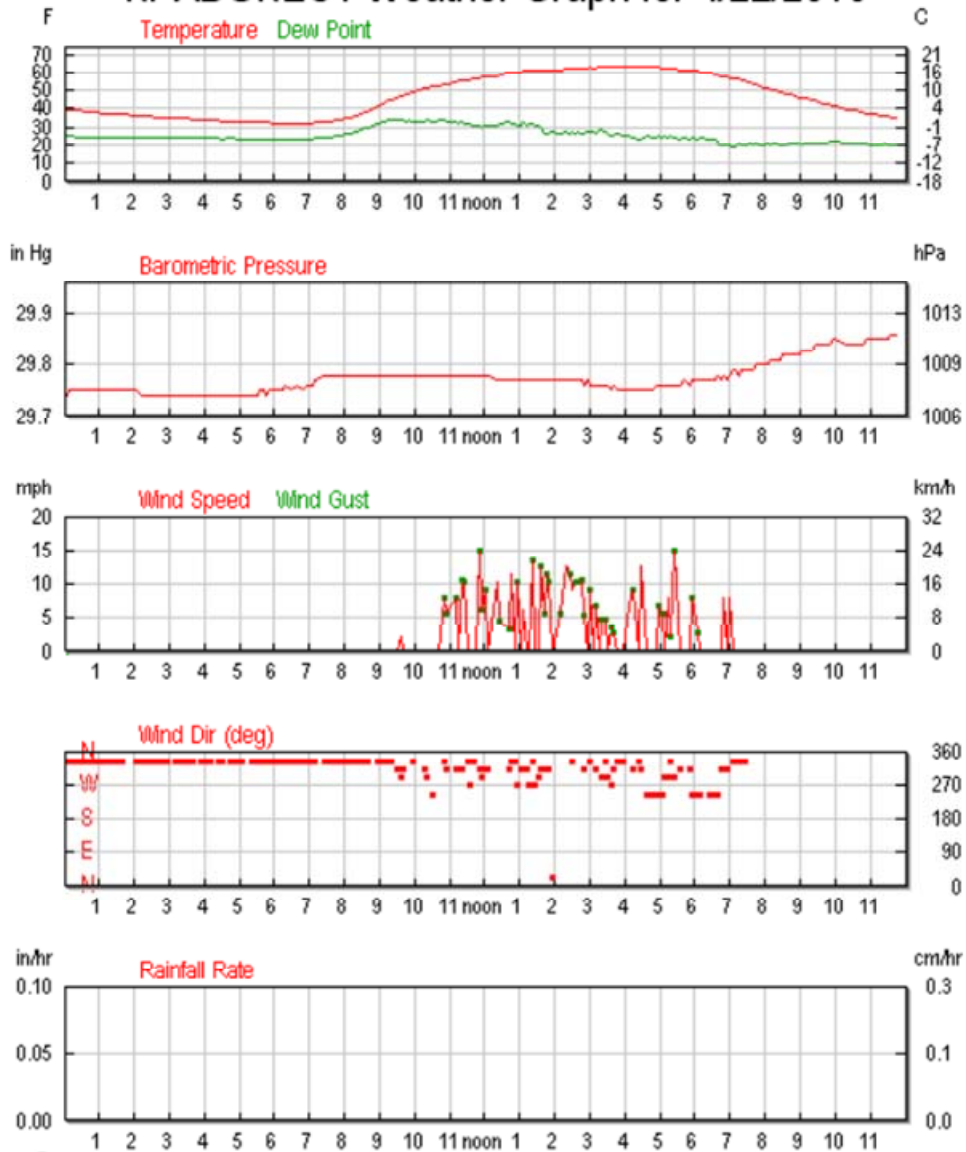 Weather Graph for
F C
Temperature Dew Point
70 21
60 16
50 10
40 4
30 -1
20 -7
10 -12
0 -18
1 2 3 4 5 6 7 8 9 10 11 noon 1 2 3 4 5 6 7 8 9 10 11
in Hg hPa
Barometric Pressure
29.9 1013
29.8 1009
29.7 1006
1 2 3 4 5 6 7 8 9 10 11 noon 1 2 3 4 5 6 7 8 9 10 11
mph km/h
Wind Speed Wind Gust
20 32
15 24
10 16
5 8
0 0
1 2 3 4 5 6 7 8 9 10 11 noon 1 2 3 4 5 6 7 8 9 10 11
Wind Dir (deg)
N 360
W 270
S 180
E 90
N 0
1 2 3 4 5 6 7 8 9 10 11 noon 1 2 3 4 5 6 7 8 9 10 11
in/hr cm/hr
Rainfall Rate
0.10 0.3
0.05 0.1
0.00 0.0
1 2 3 4 5 6 7 8 9 10 11 noon 1 2 3 4 5 6 7 8 9 10 11